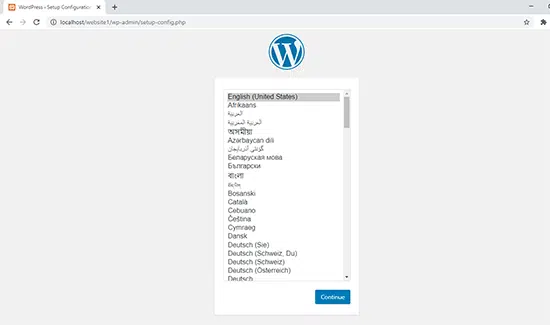 WordPress › Setup Configuration
localhost/website1/wp-admin/setup-config.php
English (United States)
Afrikaans
العربية
العربية المغربية
অসমীয়া
Azərbaycan dili
گؤنئی آذربایجان
Беларуская мова
Български
বাংলা
Bosanski
Català
Cebuano
Čeština
Cymraeg
Dansk
Deutsch (Sie)
Deutsch (Schweiz, Du)
Deutsch (Schweiz)
Deutsch (Österreich)
Deutsch
Continue